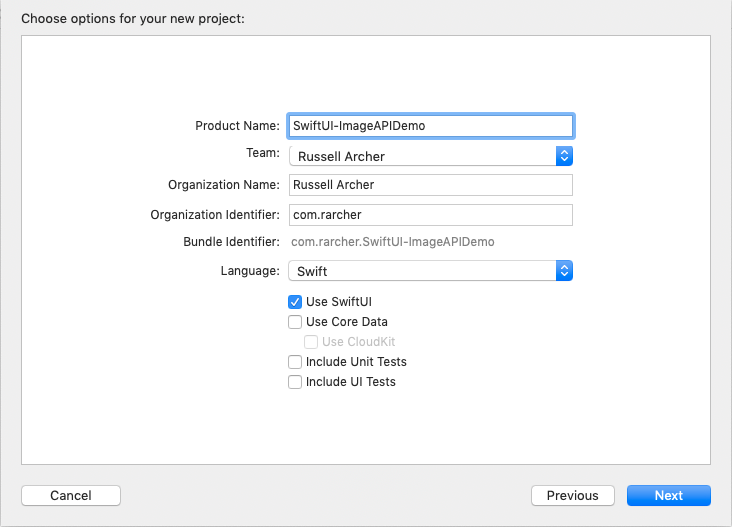 Choose options for your new project:
Product Name: SwiftUI-ImageAPIDemo
Team: Russell Archer
Organization Name: Russell Archer
Organization Identifier: com.rarcher
Bundle Identifier: com.rarcher.SwiftUI-ImageAPIDemo
Language: Swift
Use SwiftUI
Use Core Data
Use CloudKit
Include Unit Tests
Include UI Tests
Cancel Previous Next